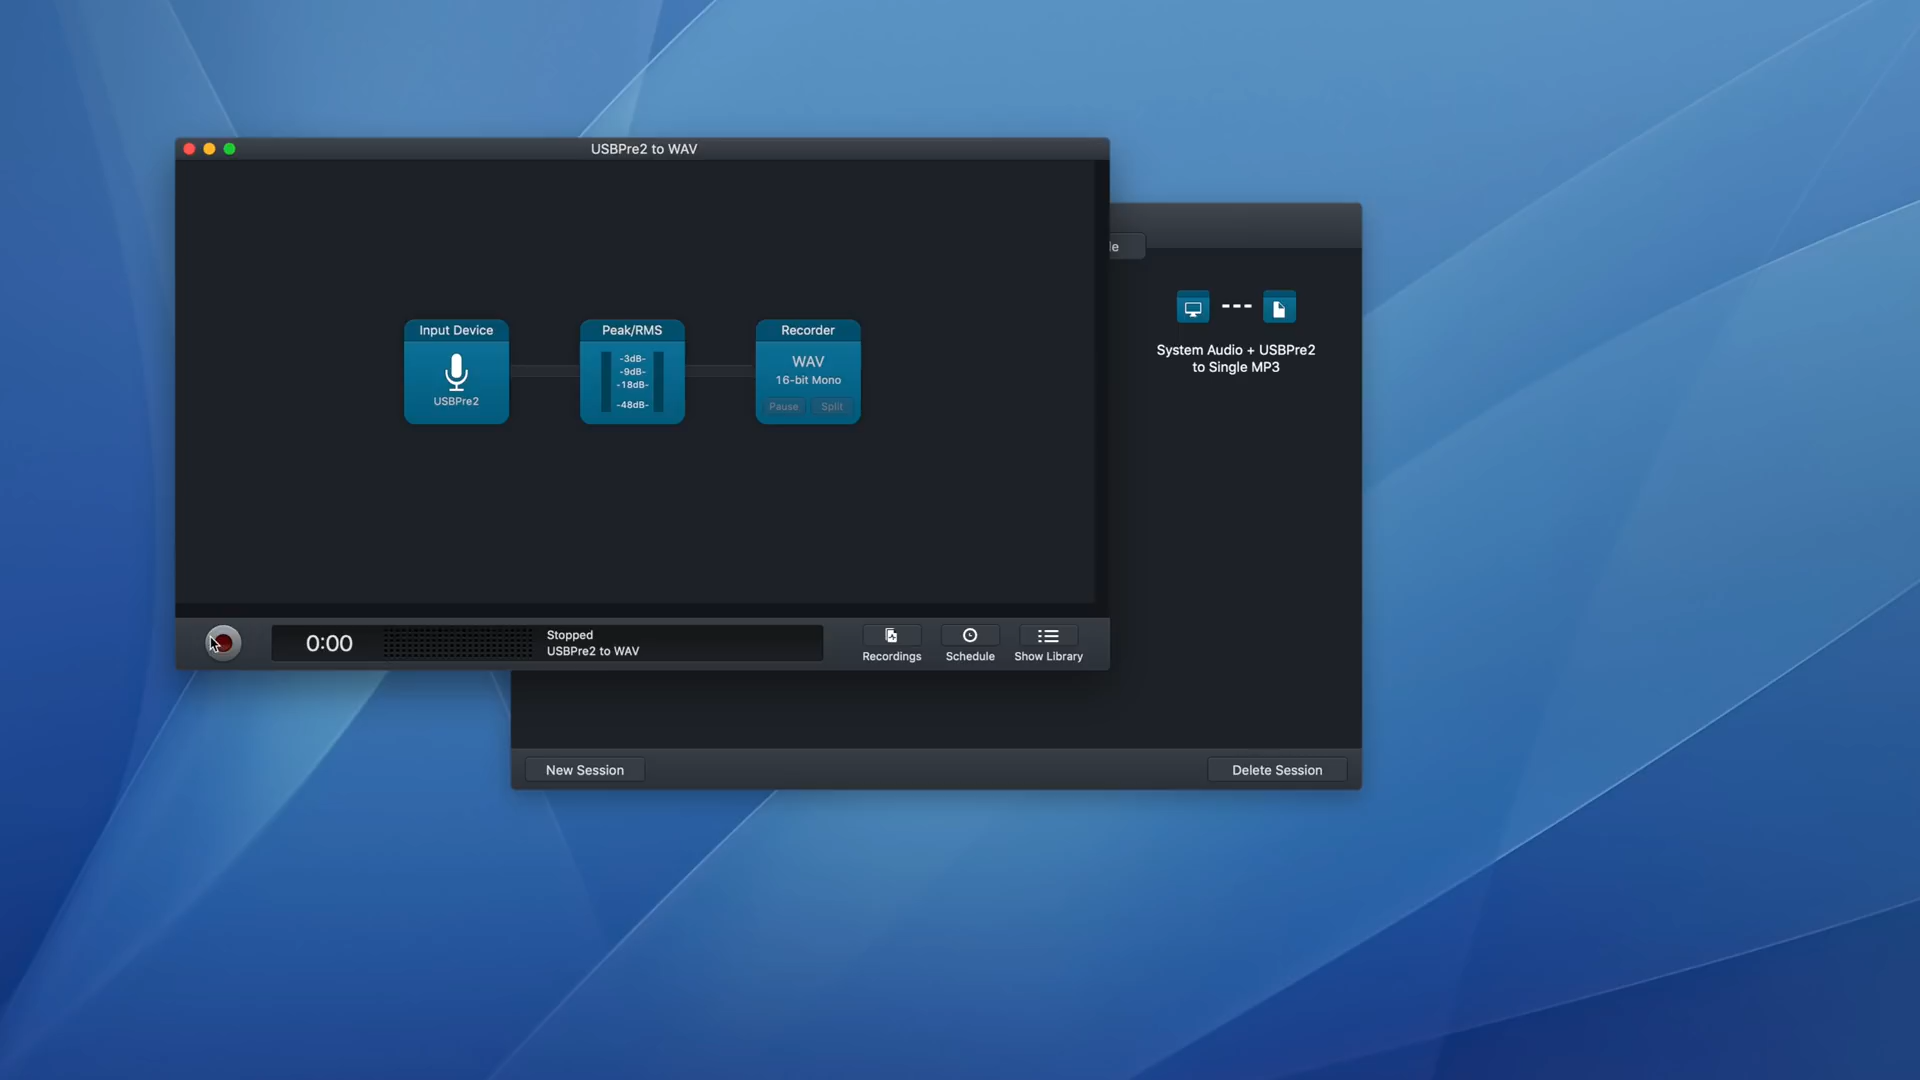 USBPre2 to WAV
le
Input Device
USBPre2
Peak/RMS
-3dB-
-9dB-
-18dB-
-48dB-
Recorder
WAV
16-bit Mono
Pause Split
System Audio + USBPre2
to Single MP3
0:00
Stopped
USBPre2 to WAV
Recordings
Schedule
Show Library
New Session
Delete Session